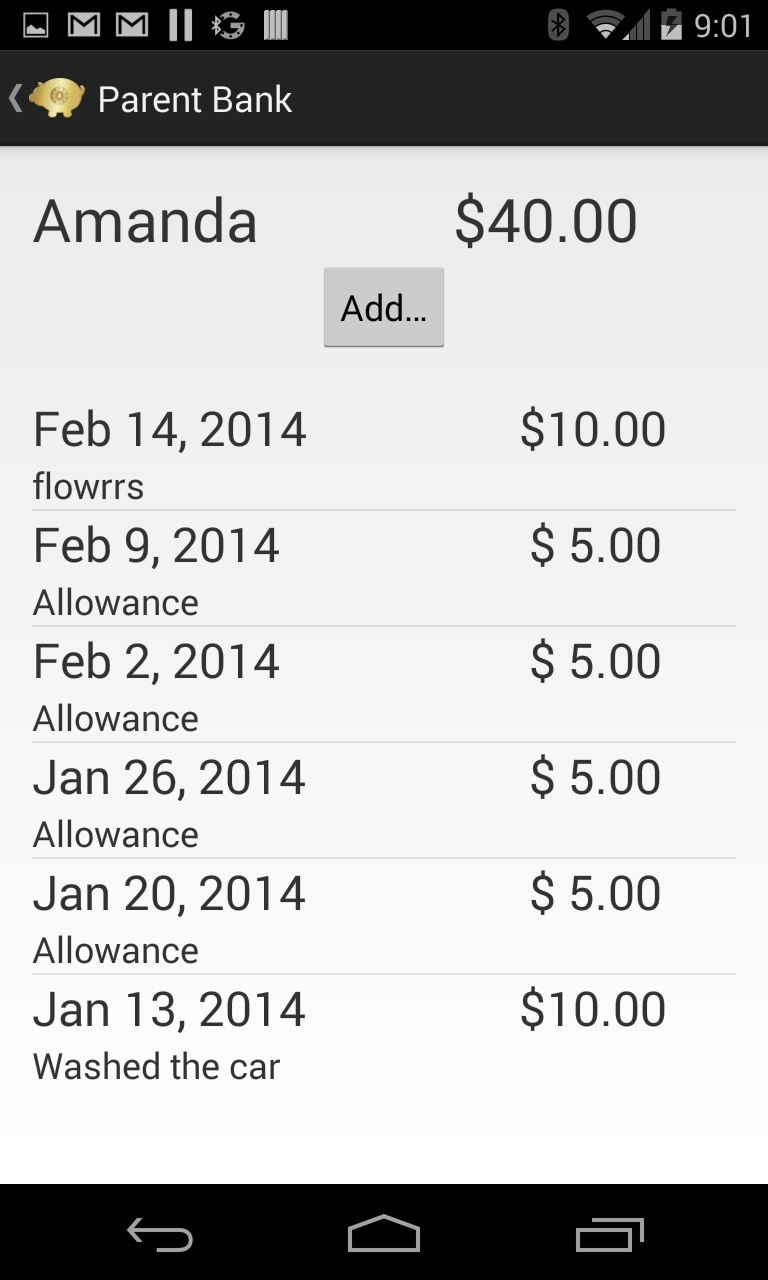 9:01
Parent Bank
Amanda $40.00
Add...
Feb 14, 2014 $10.00
flowrrs
Feb 9, 2014 $ 5.00
Allowance
Feb 2, 2014 $ 5.00
Allowance
Jan 26, 2014 $ 5.00
Allowance
Jan 20, 2014 $ 5.00
Allowance
Jan 13, 2014 $10.00
Washed the car